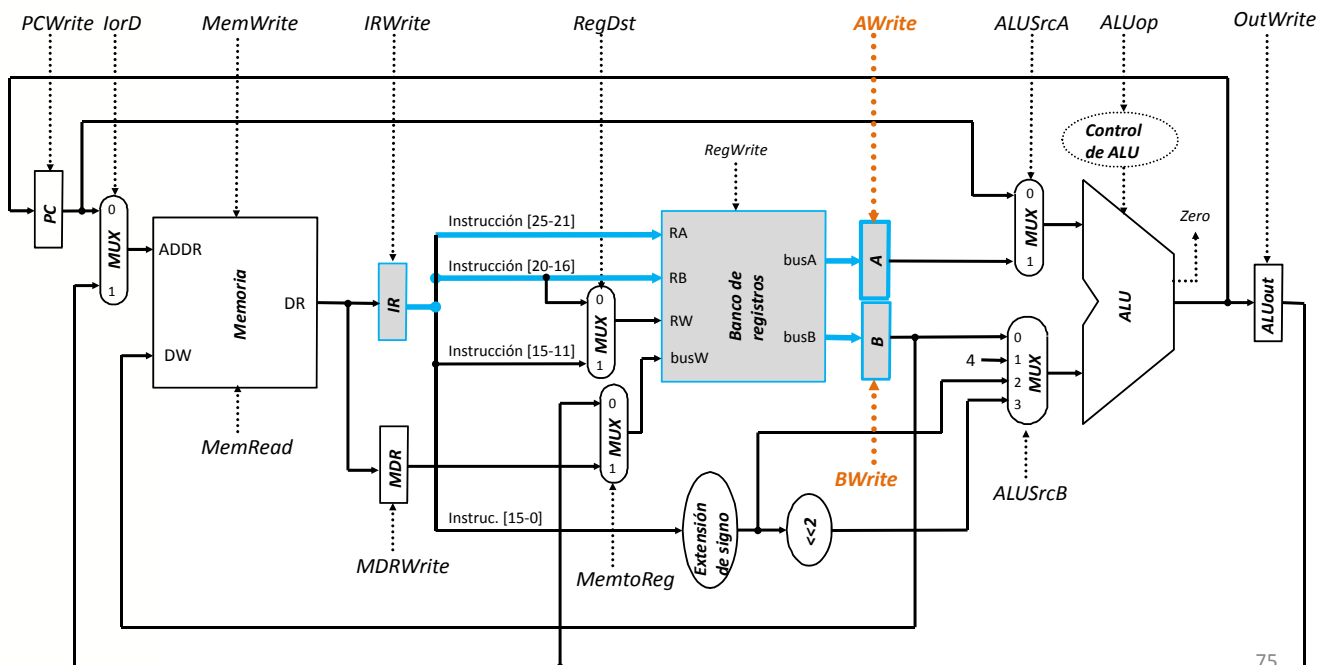 PCWrite IorD MemWrite IRWrite RegDst AWrite ALUSrcA ALUop OutWrite
Control
de ALU
RegWrite
PC
0
MUX
1
ADDR
Memoria
DR
DW
IR
Instrucción [25-21]
Instrucción [20-16]
0
MUX
1
Instrucción [15-11]
RA
RB
RW
busW
Banco de
registros
busA
busB
A
B
0
MUX
1
Zero
ALU
ALUout
0
4
1
2
3
MUX
MemRead
MDR
0
MUX
1
BWrite
ALUSrcB
Instruc. [15-0]
Extensión
de signo
<<2
MDRWrite
MemtoReg
75